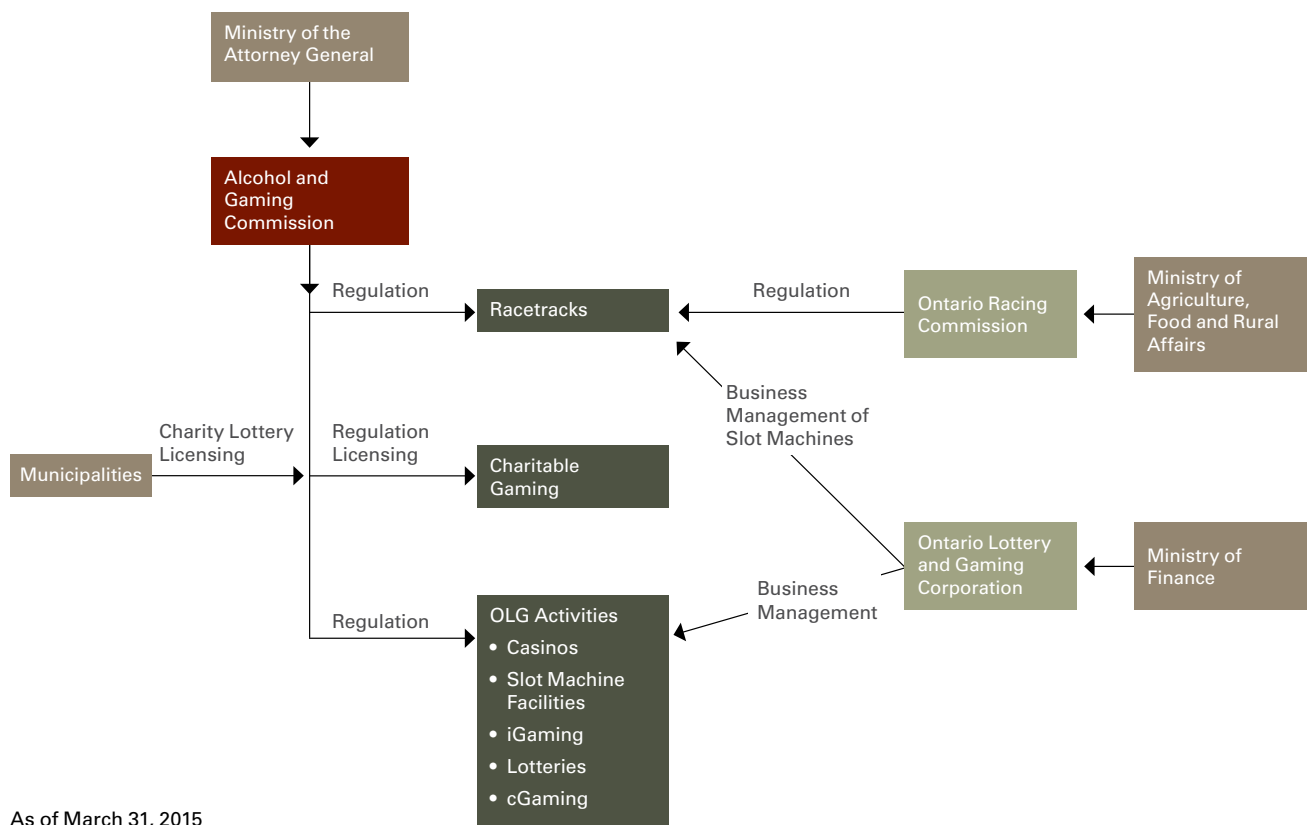 Ministry of the
Attorney General
Alcohol and
Gaming
Commission
Regulation
Racetracks
Regulation
Ontario Racing
Commission
Ministry of
Agriculture,
Food and Rural
Affairs
Business
Management of
Slot Machines
Charity Lottery
Licensing
Municipalities
Regulation
Licensing
Charitable
Gaming
Ontario Lottery
and Gaming
Corporation
Ministry of
Finance
Business
Management
Regulation
OLG Activities
• Casinos
• Slot Machine
Facilities
• iGaming
• Lotteries
• cGaming
As of March 31, 2015